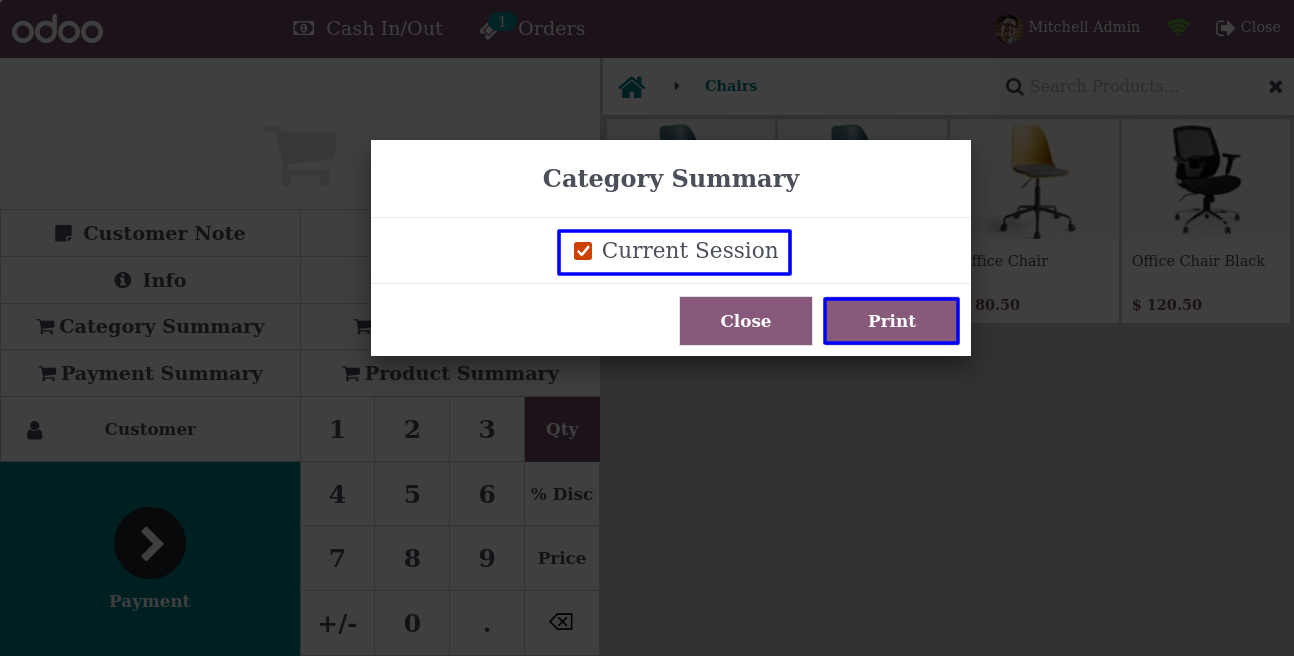 odoo
Cash In/Out
1
Orders
Mitchell Admin
Close
Chairs
Search Products...
Category Summary
Current Session
Close
Print
Customer Note
Info
Category Summary
Payment Summary
Product Summary
Chair
Office Chair Black
80.50
$ 120.50
Customer
1 2 3 Qty
4 5 6 % Disc
7 8 9 Price
+/- 0 .
Payment